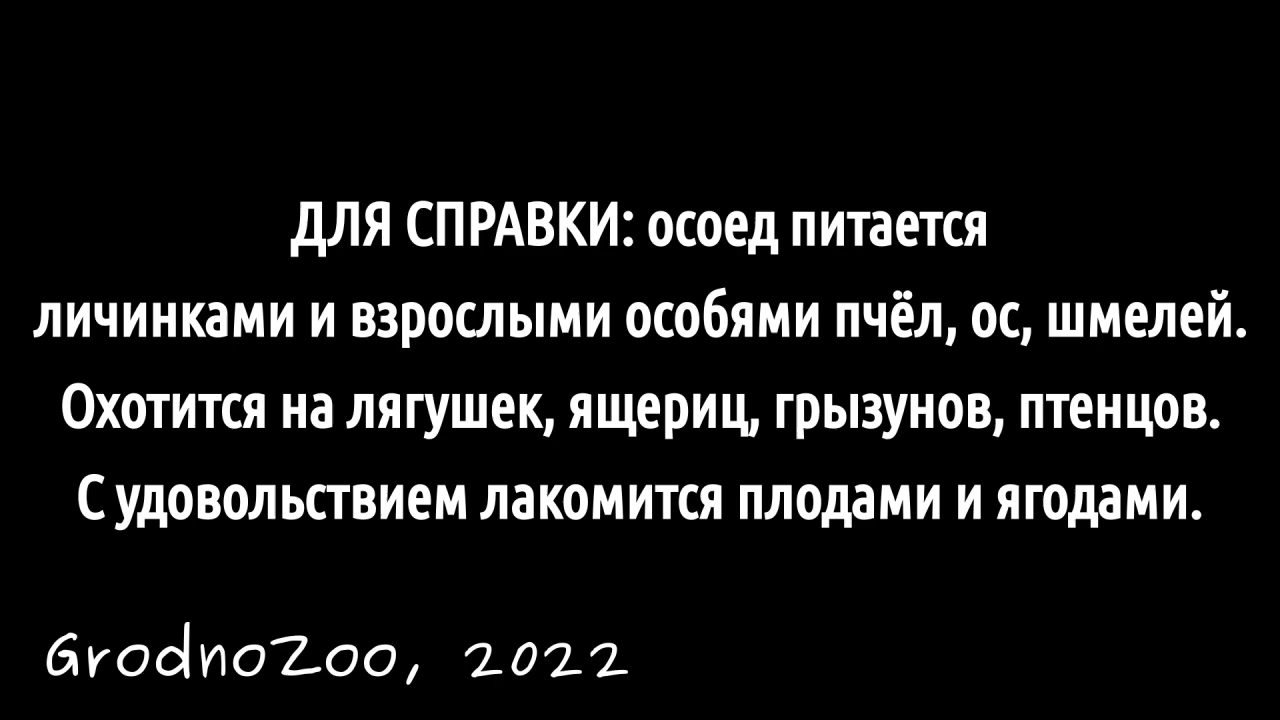 ДЛЯ СПРАВКИ: осоед питается
личинками и взрослыми особями пчёл, ос, шмелей.
Охотится на лягушек, ящериц, грызунов, птенцов.
С удовольствием лакомится плодами и ягодами.
GrodnoZoo, 2022